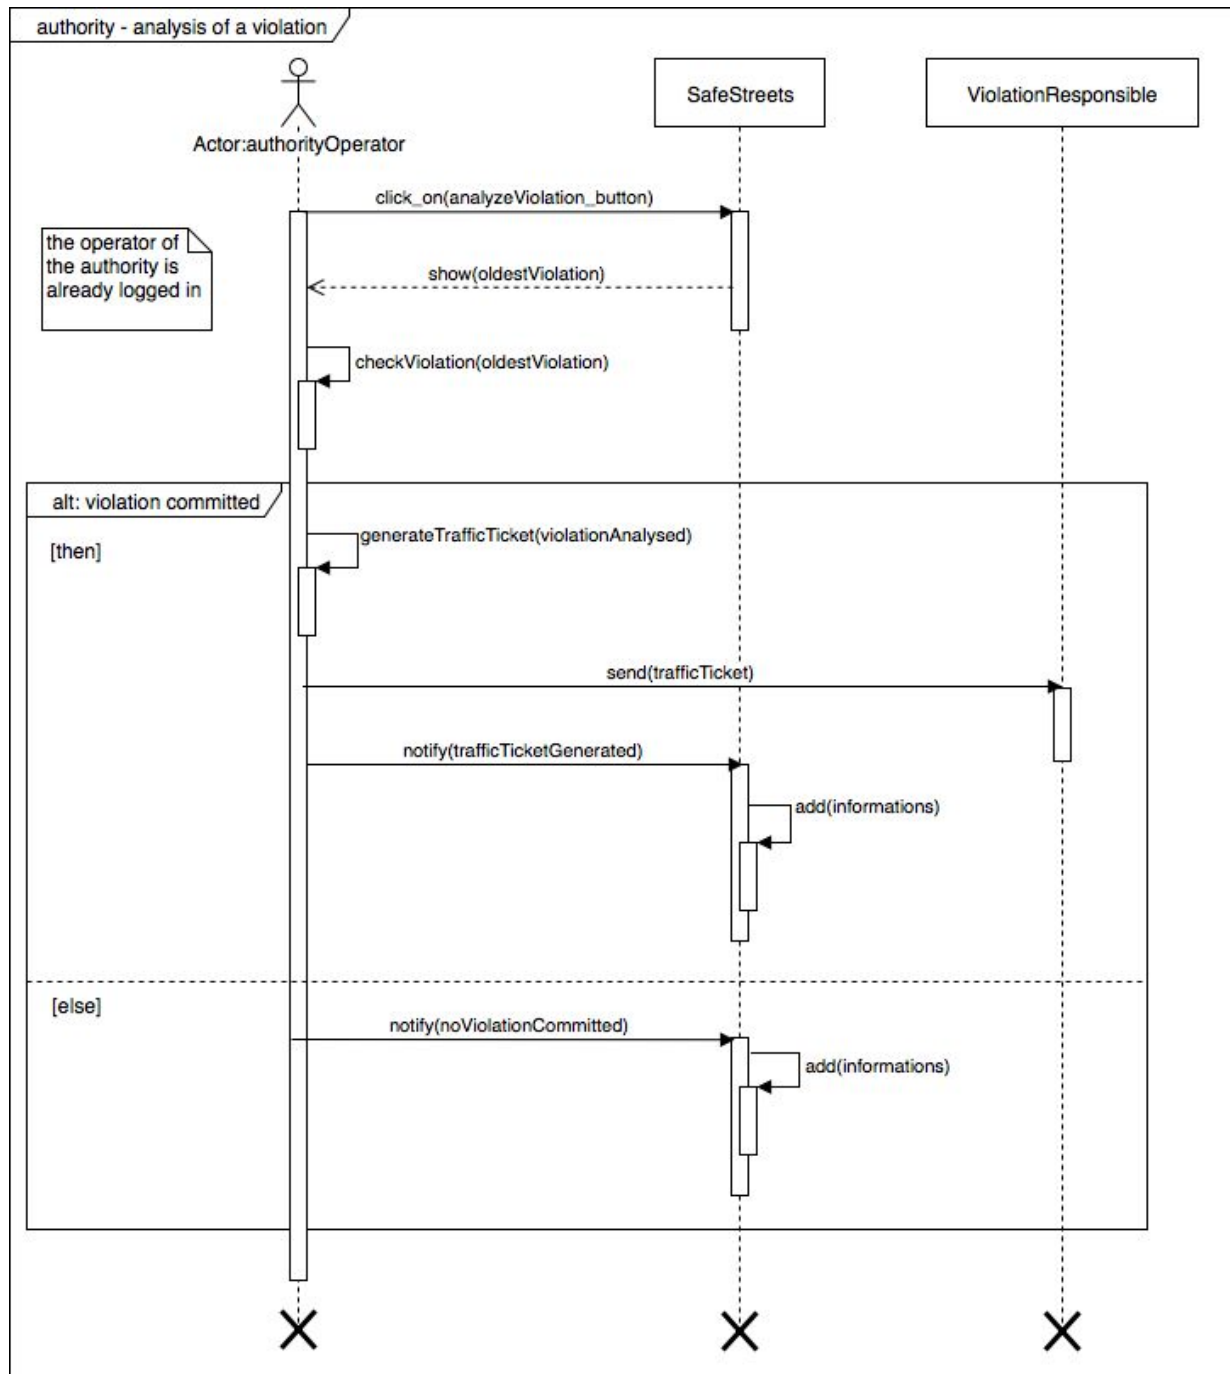 authority - analysis of a violation
SafeStreets
ViolationResponsible
Actor:authorityOperator
click_on(analyzeViolation_button)
the operator of
the authority is
already logged in
show(oldestViolation)
checkViolation(oldestViolation)
alt: violation committed
[then]
generateTrafficTicket(violationAnalysed)
send(trafficTicket)
notify(trafficTicketGenerated)
add(informations)
[else]
notify(noViolationCommitted)
add(informations)